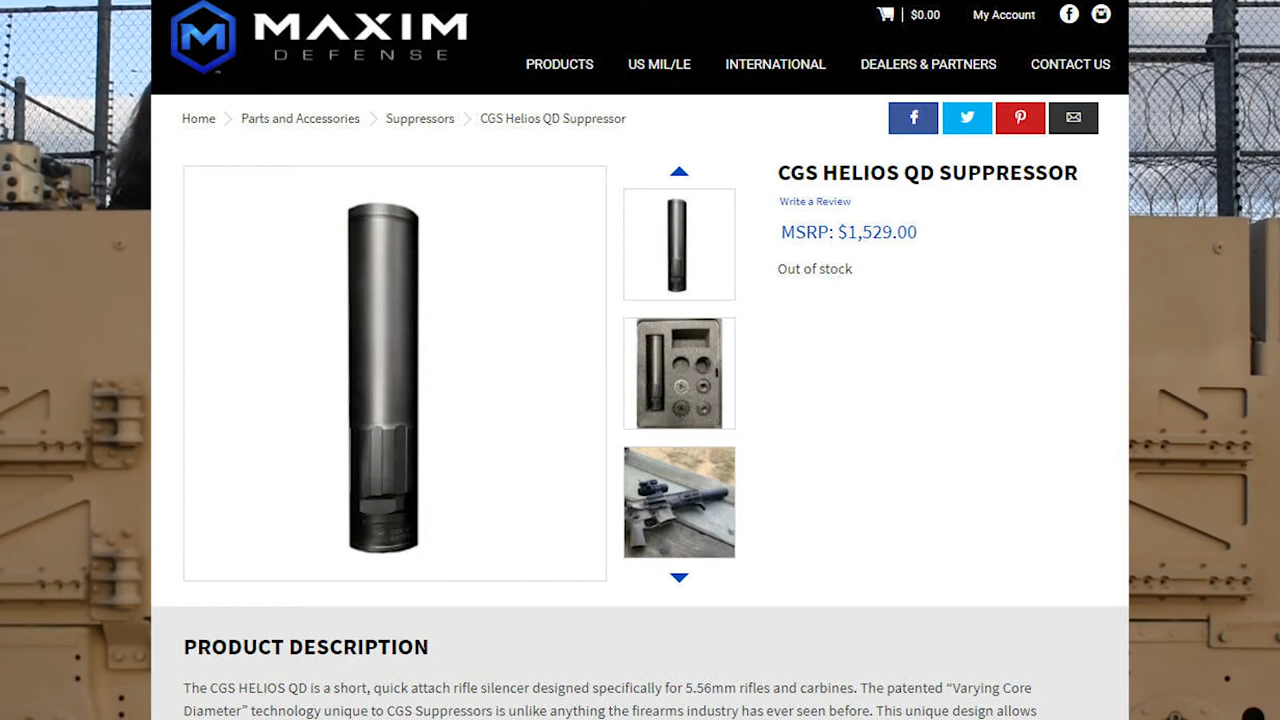 MAXIM
DEFENSE
$0.00
My Account
PRODUCTS
US MIL/LE
INTERNATIONAL
DEALERS & PARTNERS
CONTACT US
Home
Parts and Accessories
Suppressors
CGS Helios QD Suppressor
CGS HELIOS QD SUPPRESSOR
Write a Review
MSRP: $1,529.00
Out of stock
PRODUCT DESCRIPTION
The CGS HELIOS QD is a short, quick attach rifle silencer designed specifically for 5.56mm rifles and carbines. The patented “Varying Core
Diameter” technology unique to CGS Suppressors is unlike anything the firearms industry has ever seen before. This unique design allows